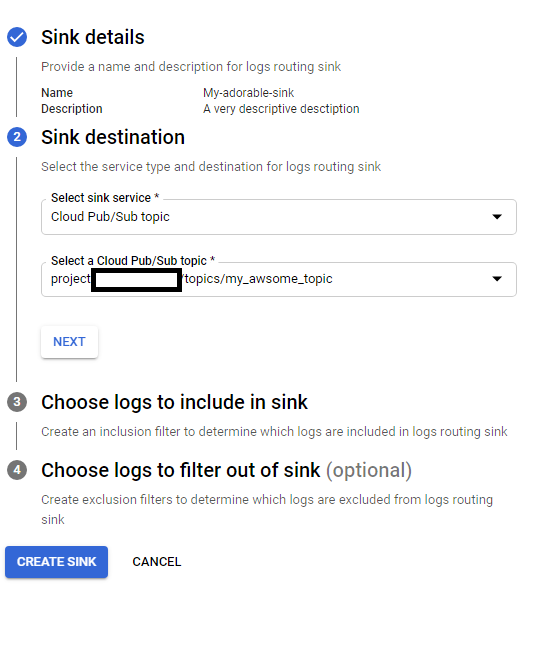 Sink details
Provide a name and description for logs routing sink
Name My-adorable-sink
Description A very descriptive desctiption
2 Sink destination
Select the service type and destination for logs routing sink
Select sink service *
Cloud Pub/Sub topic
Select a Cloud Pub/Sub topic *
project /topics/my_awsome_topic
NEXT
3 Choose logs to include in sink
Create an inclusion filter to determine which logs are included in logs routing sink
4 Choose logs to filter out of sink (optional)
Create exclusion filters to determine which logs are excluded from logs routing
sink
CREATE SINK CANCEL